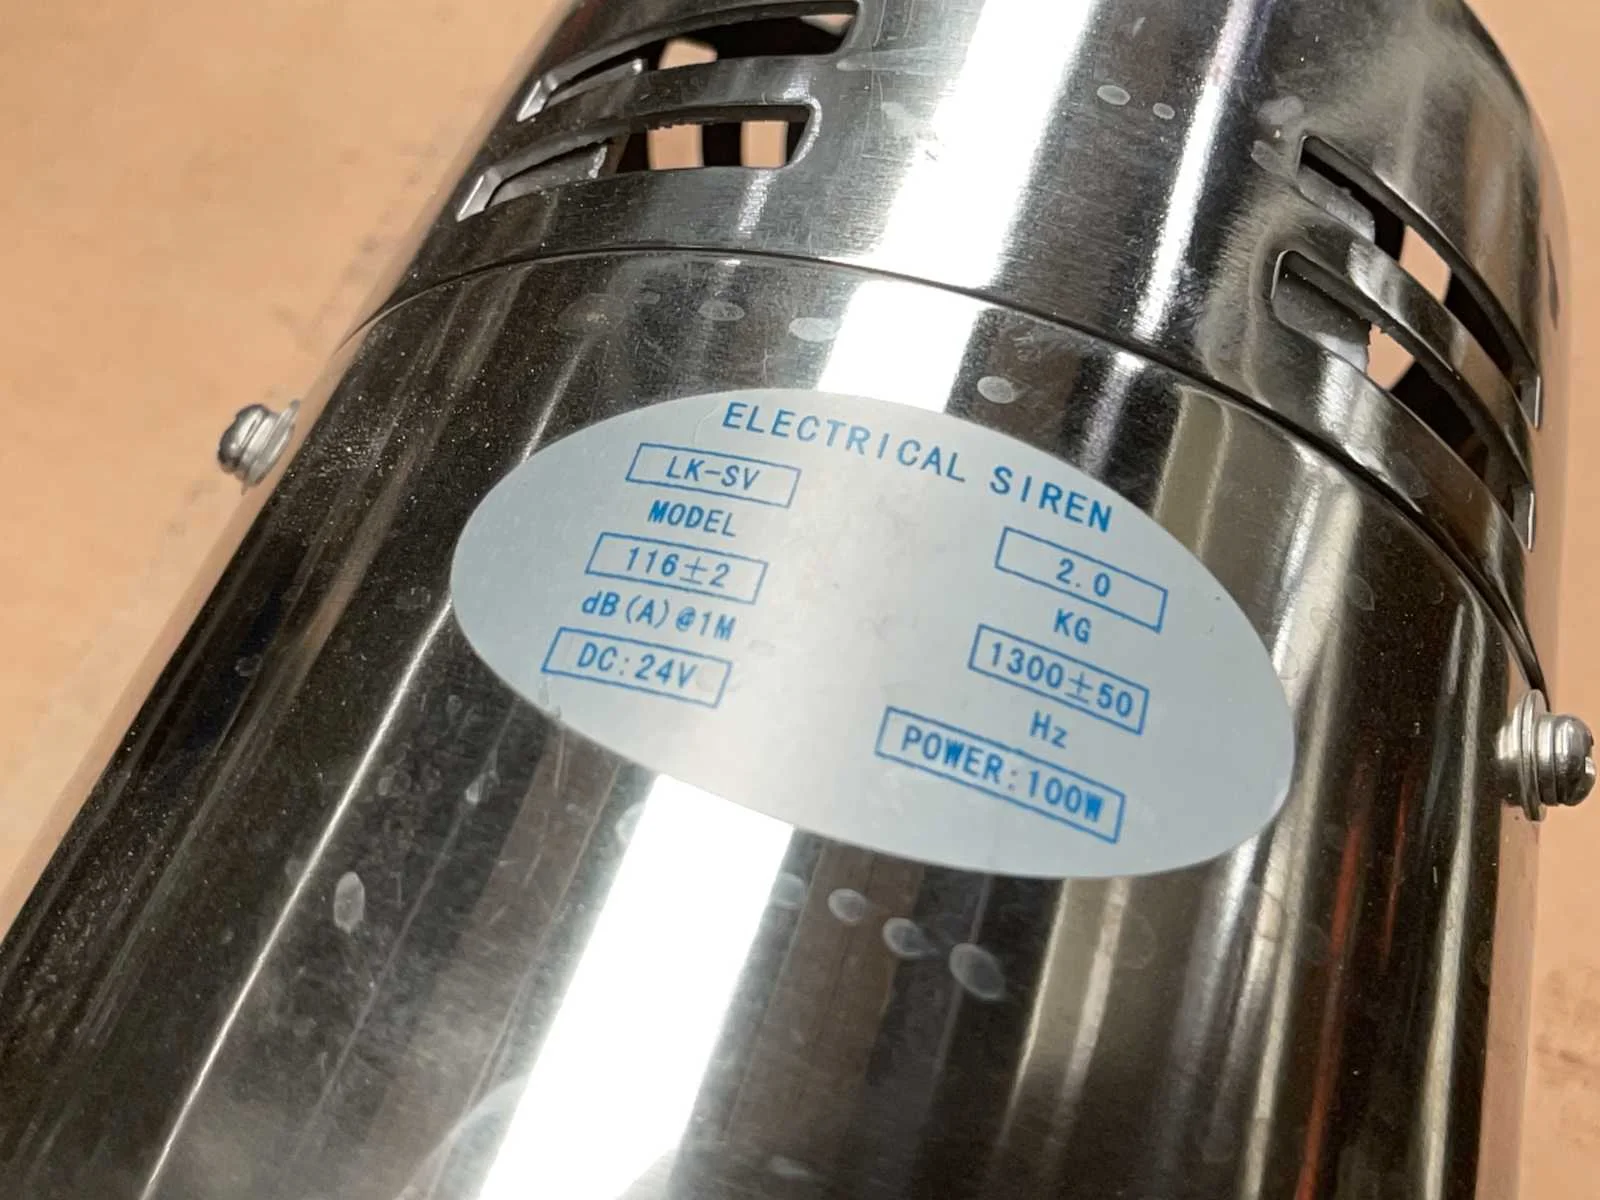 ELECTRICAL SIREN
LK-SV
MODEL
116±2
dB(A)@1M
DC:24V
2.0
KG
1300±50
Hz
POWER:100W